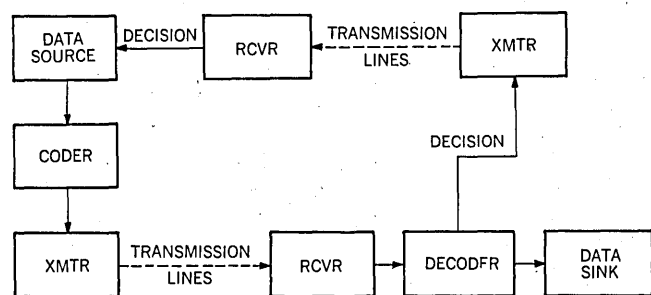 DATA
SOURCE
DECISION
RCVR
TRANSMISSION
LINES
XMTR
CODER
DECISION
XMTR
TRANSMISSION
LINES
RCVR
DECODFR
DATA
SINK